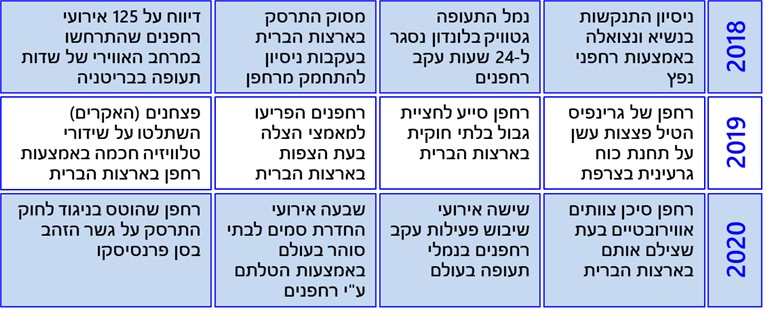 2018
ניסיון התנקשות
בנשיא ונצואלה
באמצעות רחפני
נפץ
נמל התעופה
גטוויק בלונדון נסגר
ל-24 שעות עקב
רחפנים
מסוק התרסק
בארצות הברית
בעקבות ניסיון
להתחמק מרחפן
דיווח על 125 אירועי
רחפנים שהתרחשו
במרחב האווירי של שדות
תעופה בבריטניה
2019
רחפן של גרינפיס
הטיל פצצות עשן
על תחנת כוח
גרעינית בצרפת
רחפן סייע לחציית
גבול בלתי חוקית
בארצות הברית
רחפנים הפריעו
למאמצי הצלה
בעת הצפות
בארצות הברית
פצחנים (האקרים)
השתלטו על שידורי
טלוויזיה חכמה באמצעות
רחפן בארצות הברית
2020
רחפן סיכן צוותים
אווירובטיים בעת
שצילם אותם
בארצות הברית
שישה אירועי
שיבוש פעילות עקב
רחפנים בנמלי
תעופה בעולם
שבעה אירועי
החדרת סמים לבתי
סוהר בעולם
באמצעות הטלתם
ע"י רחפנים
רחפן שהוטס בניגוד לחוק
התרסק על גשר הזהב
בסן פרנסיסקו